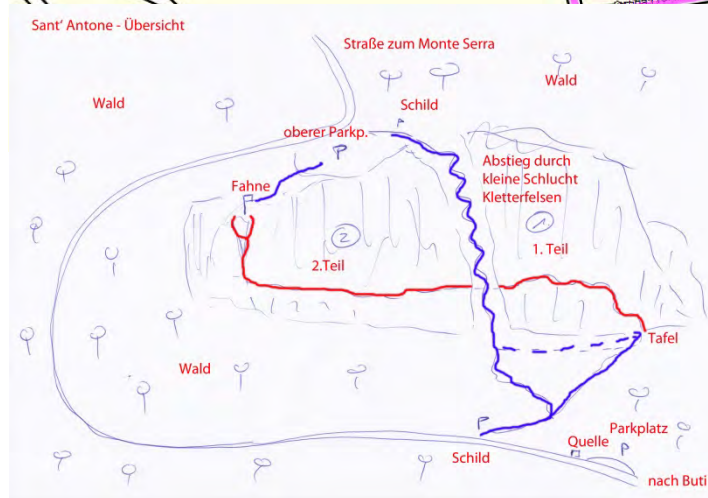 Sant' Antone - Übersicht
Straße zum Monte Serra
Wald
Wald
Schild
oberer Parkp.
P
Abstieg durch
kleine Schlucht
Kletterfelsen
Fahne
2
1
1. Teil
2.Teil
Tafel
Wald
P
Parkplatz
Quelle
P
Schild
nach Buti